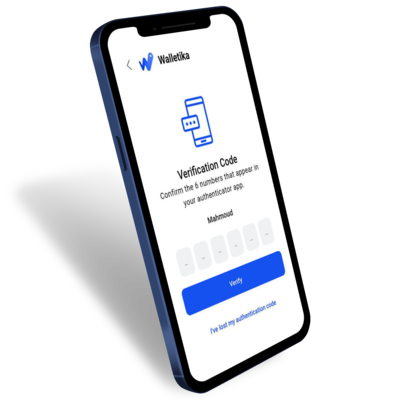 Walletika
Verification Code
Confirm the 6 numbers that appear in
your authenticator app.
Mahmoud
Verify
I've lost my authentication code